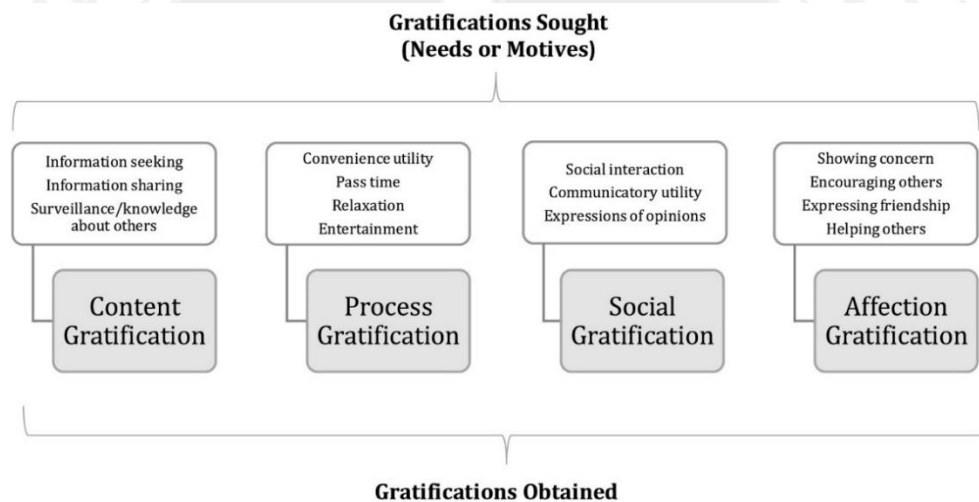 Gratifications Sought
(Needs or Motives)
Information seeking
Information sharing
Surveillance/knowledge
about others
Convenience utility
Pass time
Relaxation
Entertainment
Social interaction
Communicatory utility
Expressions of opinions
Showing concern
Encouraging others
Expressing friendship
Helping others
Content
Gratification
Process
Gratification
Social
Gratification
Affection
Gratification
Gratifications Obtained